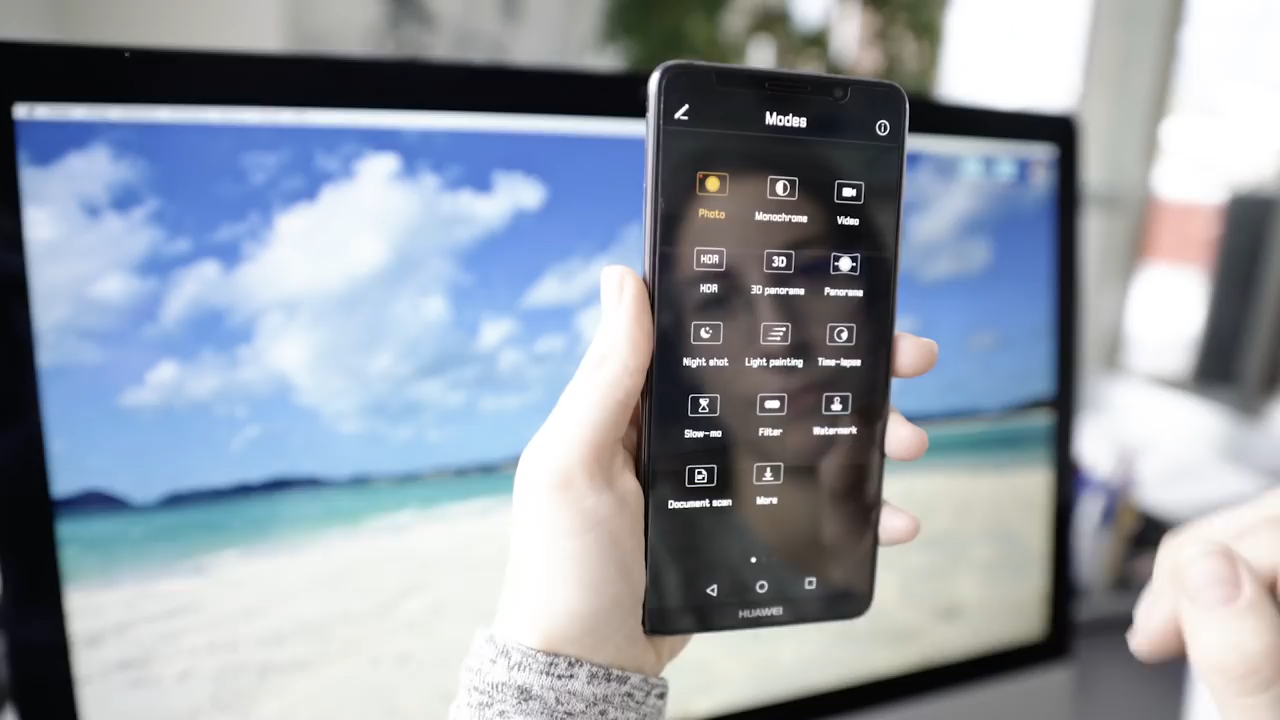 Modes
Photo Monochrome Video
HDR 3D
HDR 3D panorama Panorama
Night shot Light painting Time-lapse
Slow-mo Filter Watermark
Document scan More
HUAWEI